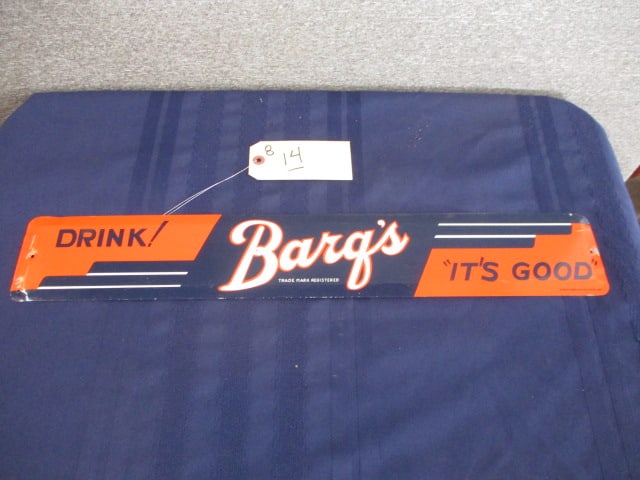 8
14
DRINK!
Barq's
TRADE MARK REGISTERED
"IT'S GOOD